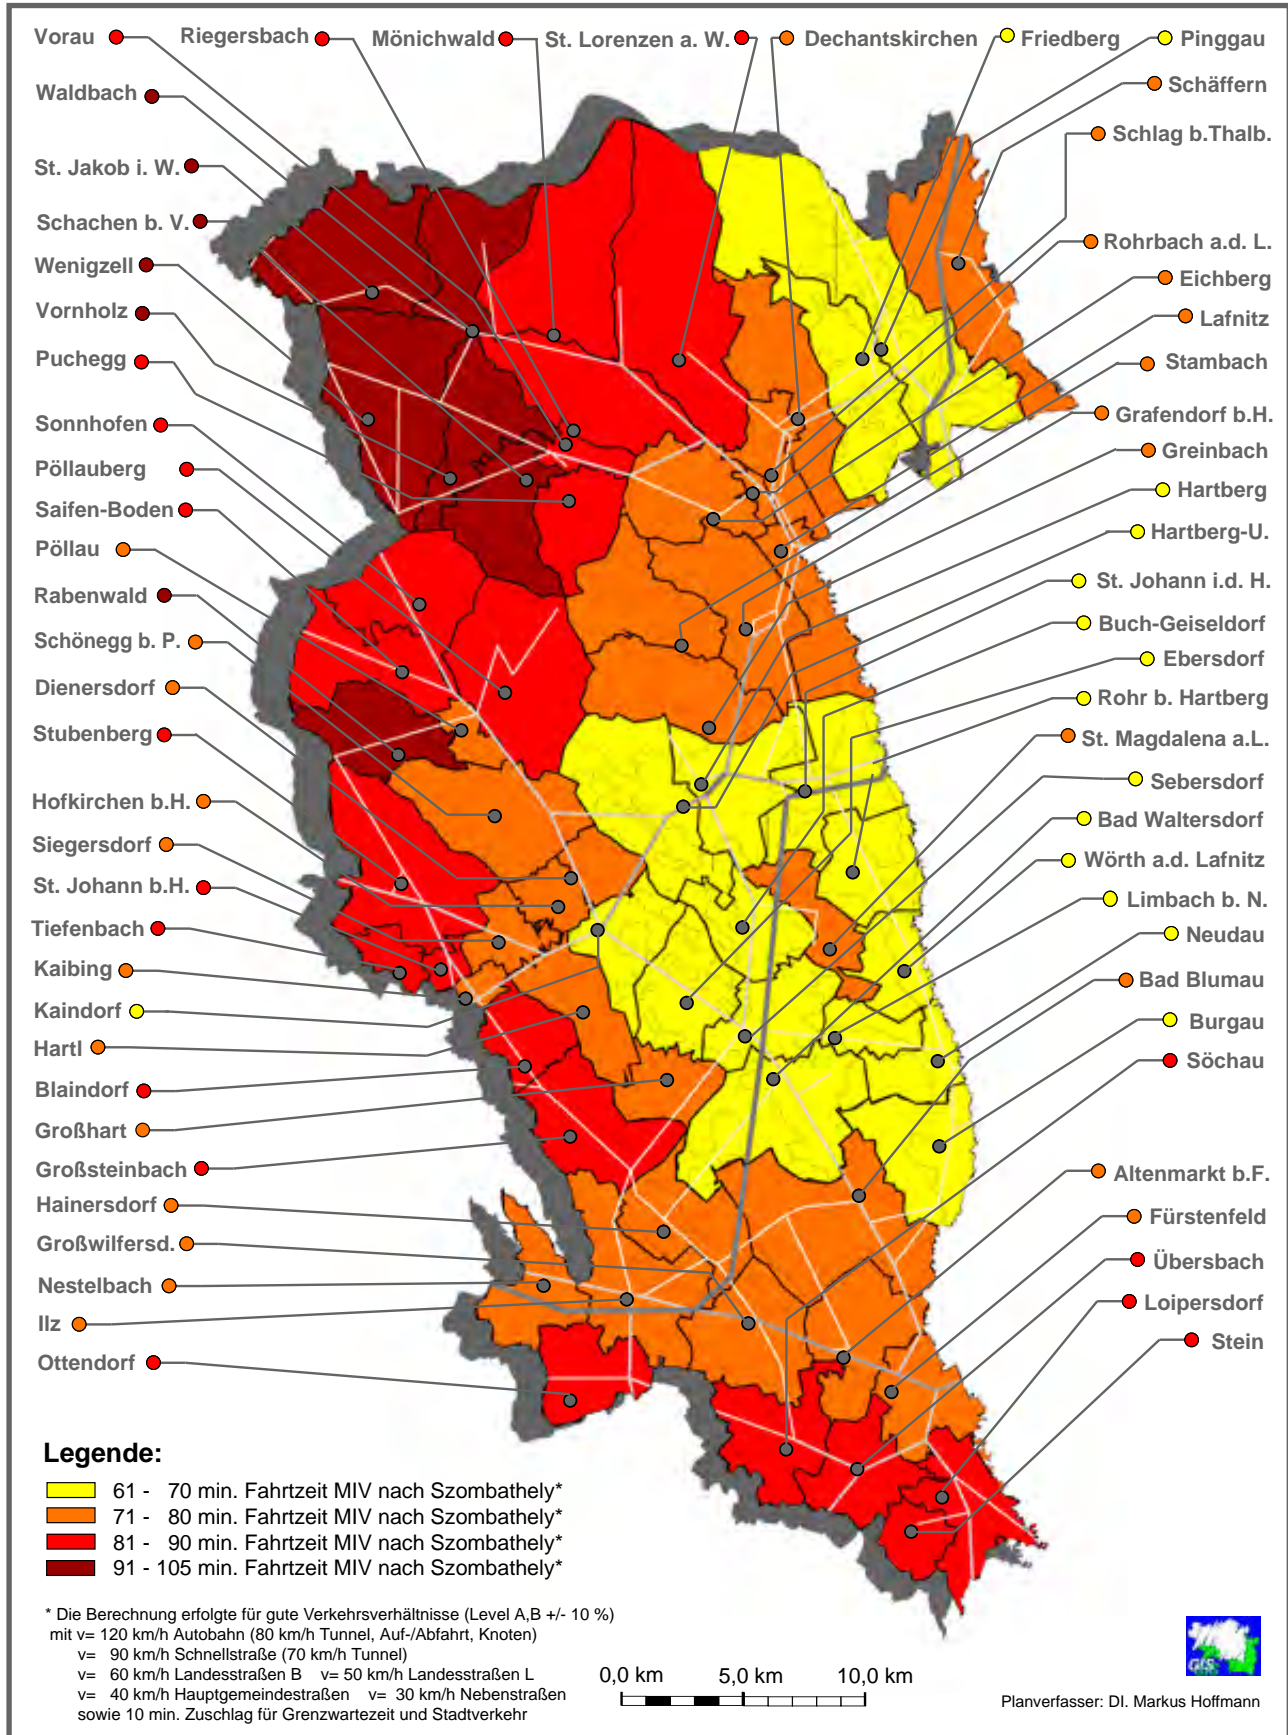 Vorau
Riegersbach
Mönichwald
St. Lorenzen a. W.
Dechantskirchen
Friedberg
Pinggau
Waldbach
Schäffern
Schlag b.Thalb.
St. Jakob i. W.
Schachen b. V.
Rohrbach a.d. L.
Wenigzell
Eichberg
Vornholz
Lafnitz
Puchegg
Stambach
Sonnhofen
Grafendorf b.H.
Pöllauberg
Greinbach
Saifen-Boden
Hartberg
Pöllau
Hartberg-U.
Rabenwald
St. Johann i.d. H.
Schönegg b. P.
Buch-Geiseldorf
Dienersdorf
Ebersdorf
Stubenberg
Rohr b. Hartberg
St. Magdalena a.L.
Hofkirchen b.H.
Sebersdorf
Siegersdorf
Bad Waltersdorf
St. Johann b.H.
Wörth a.d. Lafnitz
Tiefenbach
Limbach b. N.
Kaibing
Neudau
Kaindorf
Bad Blumau
Hartl
Burgau
Blaindorf
Söchau
Großhart
Großsteinbach
Altenmarkt b.F.
Hainersdorf
Fürstenfeld
Großwilfersd.
Übersbach
Nestelbach
Loipersdorf
Ilz
Stein
Ottendorf
Legende:
61 - 70 min. Fahrtzeit MIV nach Szombathely*
71 - 80 min. Fahrtzeit MIV nach Szombathely*
81 - 90 min. Fahrtzeit MIV nach Szombathely*
91 - 105 min. Fahrtzeit MIV nach Szombathely*
* Die Berechnung erfolgte für gute Verkehrsverhältnisse (Level A,B +/- 10 %)
mit v= 120 km/h Autobahn (80 km/h Tunnel, Auf-/Abfahrt, Knoten)
v= 90 km/h Schnellstraße (70 km/h Tunnel)
v= 60 km/h Landesstraßen B v= 50 km/h Landesstraßen L
v= 40 km/h Hauptgemeindestraßen v= 30 km/h Nebenstraßen
sowie 10 min. Zuschlag für Grenzwartezeit und Stadtverkehr
0,0 km 5,0 km 10,0 km
GIS
Planverfasser: DI. Markus Hoffmann